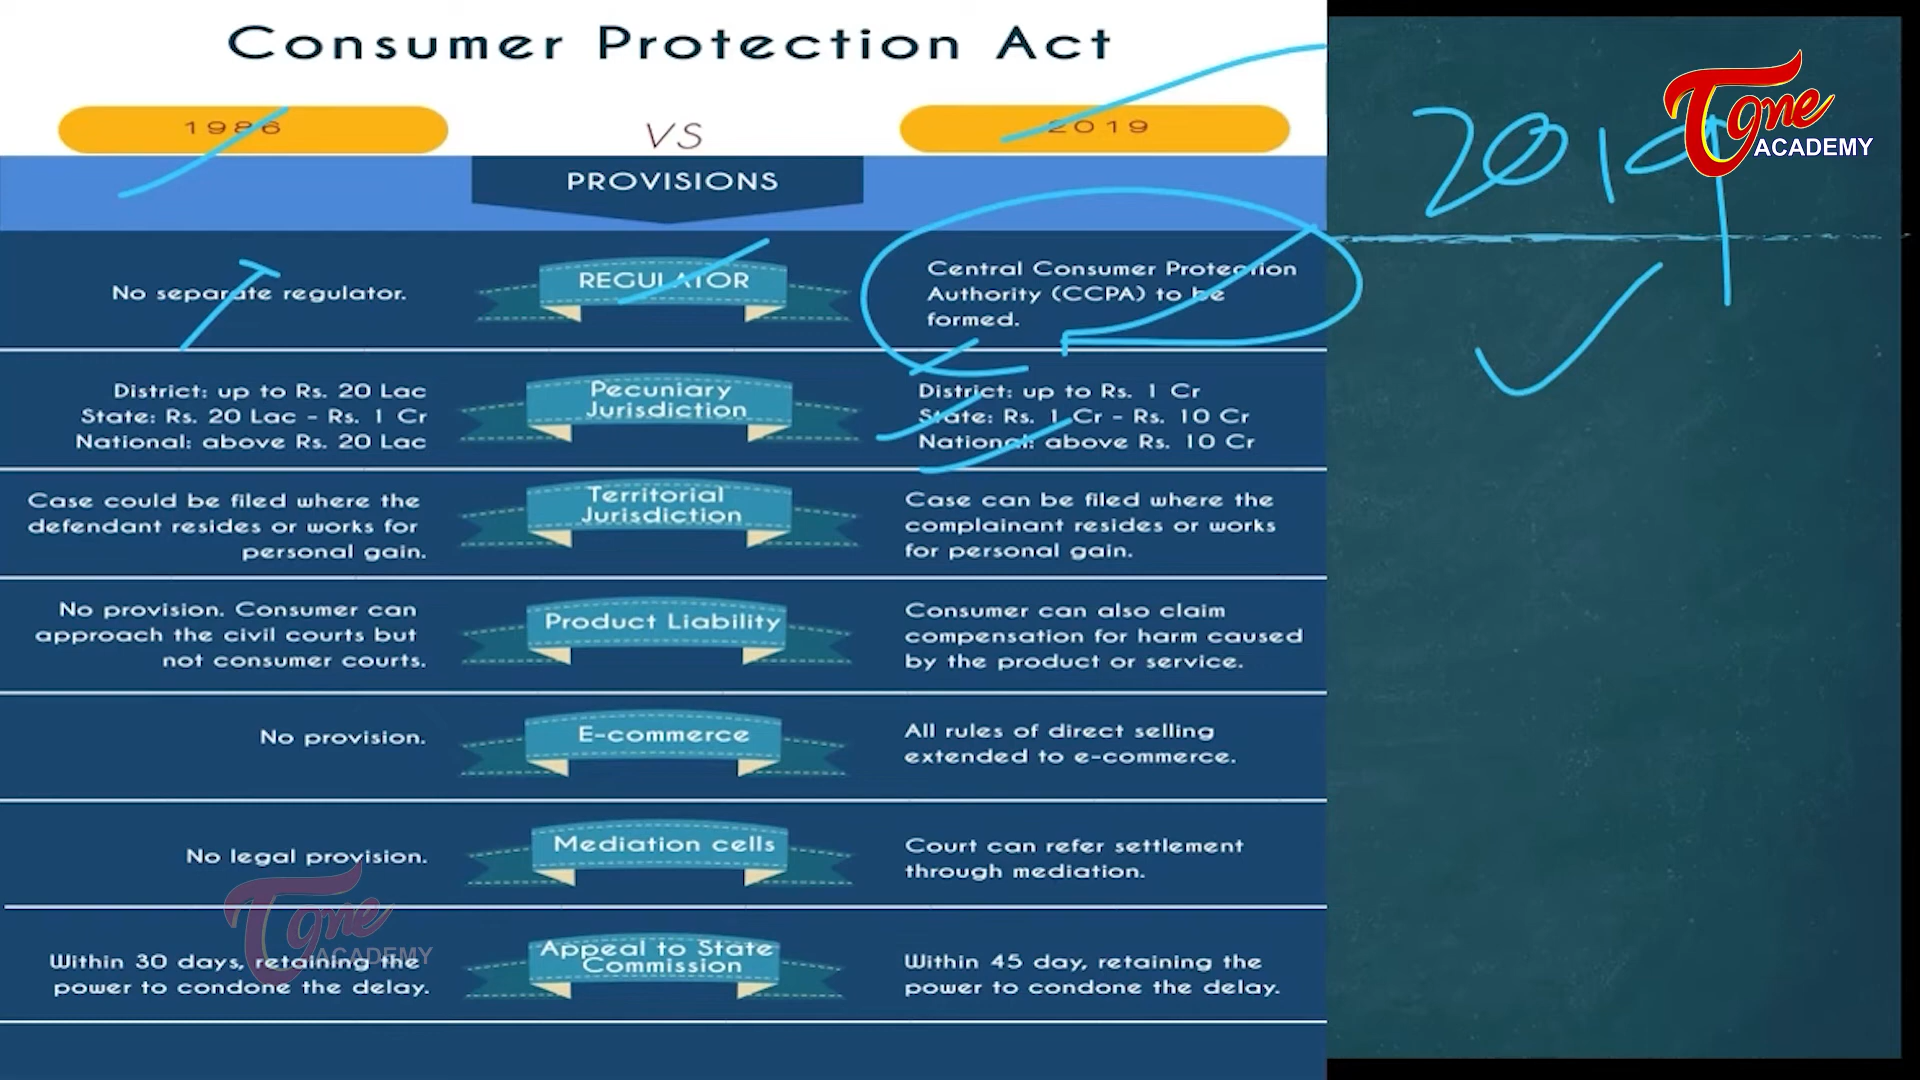 Consumer Protection Act
1986
VS
2019
PROVISIONS
No separate regulator.
REGULATOR
Central Consumer Protection
Authority (CCPA) to be
formed.
District: up to Rs. 20 Lac
State: Rs. 20 Lac - Rs. 1 Cr
National: above Rs. 20 Lac
Pecuniary
Jurisdiction
District: up to Rs. 1 Cr
State: Rs. 1 Cr - Rs. 10 Cr
National: above Rs. 10 Cr
Case could be filed where the
defendant resides or works for
personal gain.
Territorial
Jurisdiction
Case can be filed where the
complainant resides or works
for personal gain.
No provision. Consumer can
approach the civil courts but
not consumer courts.
Product Liability
Consumer can also claim
compensation for harm caused
by the product or service.
No provision.
E-commerce
All rules of direct selling
extended to e-commerce.
No legal provision.
Mediation cells
Court can refer settlement
through mediation.
Within 30 days, retaining the
power to condone the delay.
Appeal to State
Commission
Within 45 day, retaining the
power to condone the delay.
2019
Tone
ACADEMY
Tone
ACADEMY